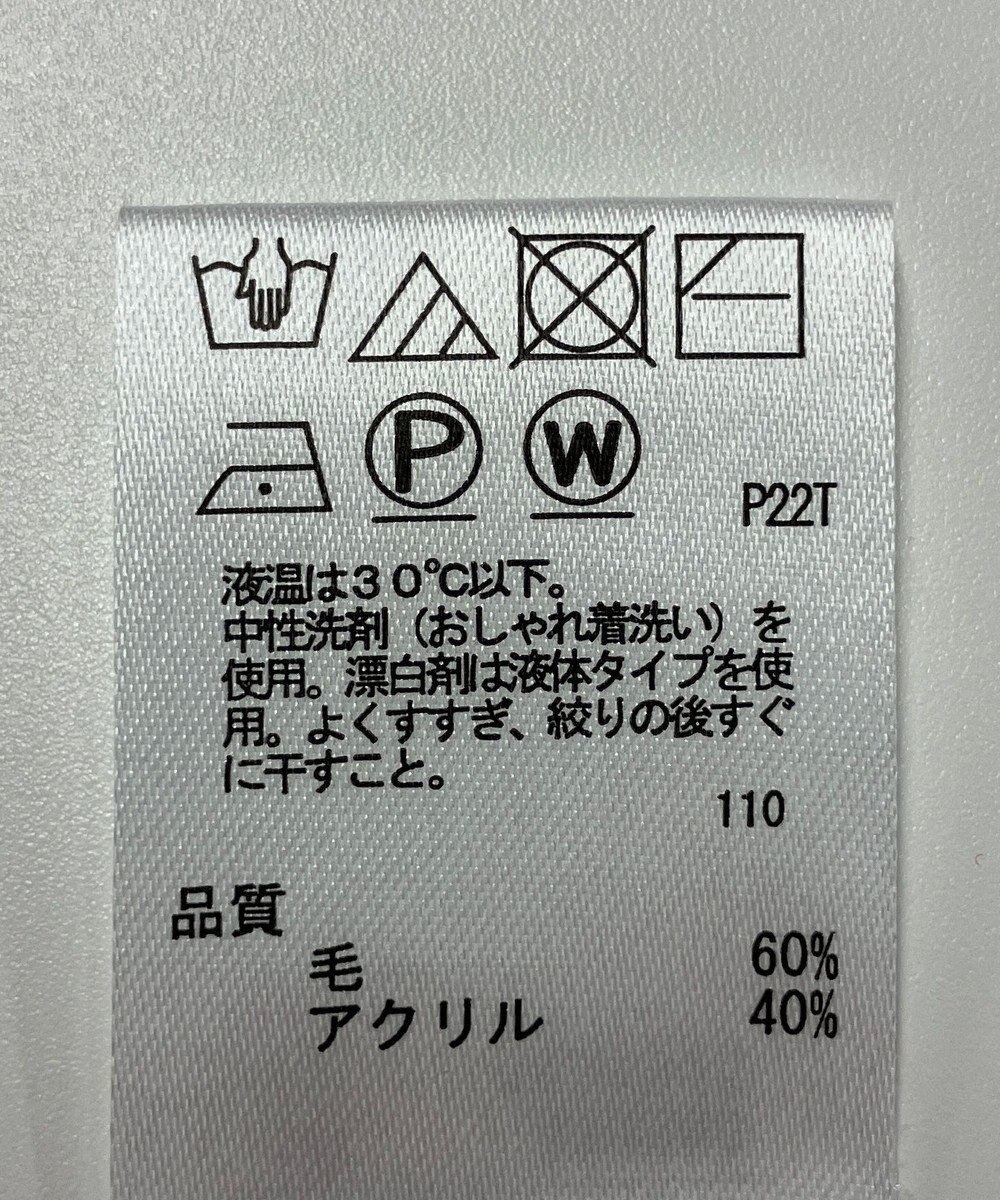 P
W
P22T
液温は３０℃以下。
中性洗剤（おしゃれ着洗い）を
使用。漂白剤は液体タイプを使
用。よくすすぎ、絞りの後すぐ
に干すこと。
110
品質
毛 60%
アクリル 40%